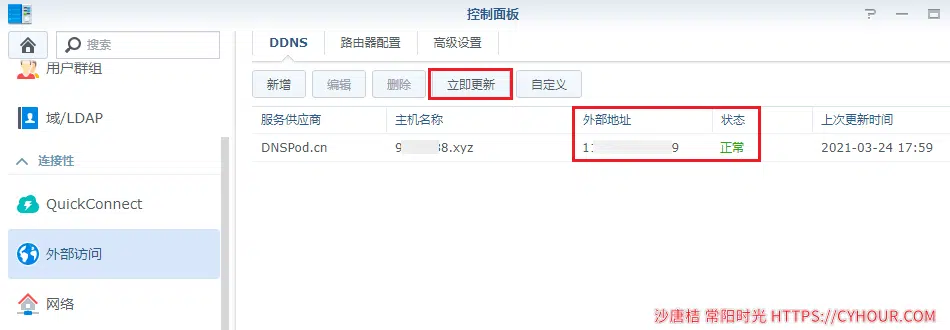 控制面板
搜索
用户群组
域/LDAP
连接性
QuickConnect
外部访问
网络
DDNS 路由器配置 高级设置
新增 编辑 删除 立即更新 自定义
服务供应商 主机名称 外部地址 状态 上次更新时间
DNSPod.cn 9 38.xyz 11 9 正常 2021-03-24 17:59
沙唐桔 常阳时光 HTTPS://CYHOUR.COM